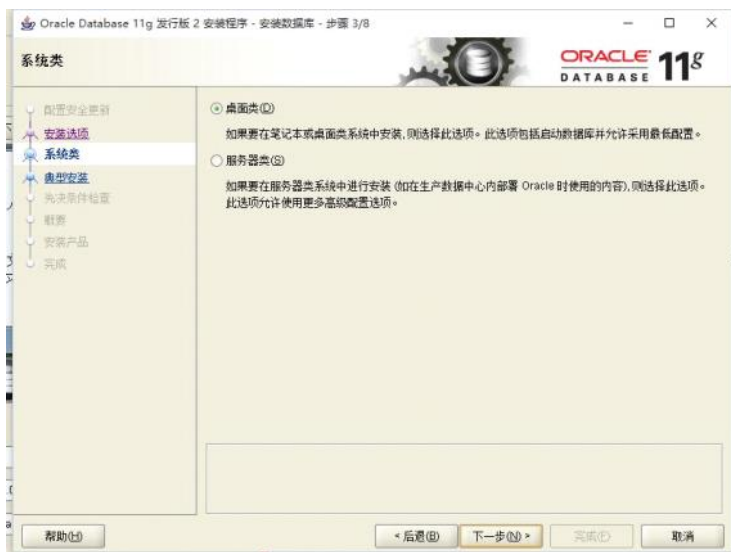 Oracle Database 11g 发行版 2 安装程序 - 安装数据库 - 步骤 3/8
系统类
ORACLE 11g
DATABASE
配置安全更新
安装选项
系统类
典型安装
先决条件检查
概要
安装产品
完成
桌面类(D)
如果要在笔记本或桌面类系统中安装,则选择此选项。此选项包括启动数据库并允许采用最低配置。
服务器类(S)
如果要在服务器类系统中进行安装 (如在生产数据中心内部署 Oracle 时使用的内容),则选择此选项。
此选项允许使用更多高级配置选项。
帮助(H)
< 后退(B)
下一步(N) >
完成(F)
取消